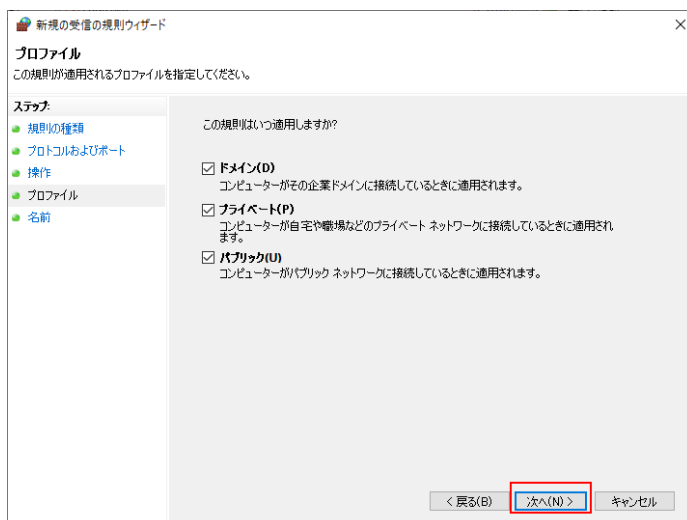 新規の受信の規則ウィザード
プロファイル
この規則が適用されるプロファイルを指定してください。
ステップ:
規則の種類
プロトコルおよびポート
操作
プロファイル
名前
この規則はいつ適用しますか?
ドメイン(D)
コンピューターがその企業ドメインに接続しているときに適用されます。
プライベート(P)
コンピューターが自宅や職場などのプライベート ネットワークに接続しているときに適用され
ます。
パブリック(U)
コンピューターがパブリック ネットワークに接続しているときに適用されます。
< 戻る(B)
次へ(N) >
キャンセル